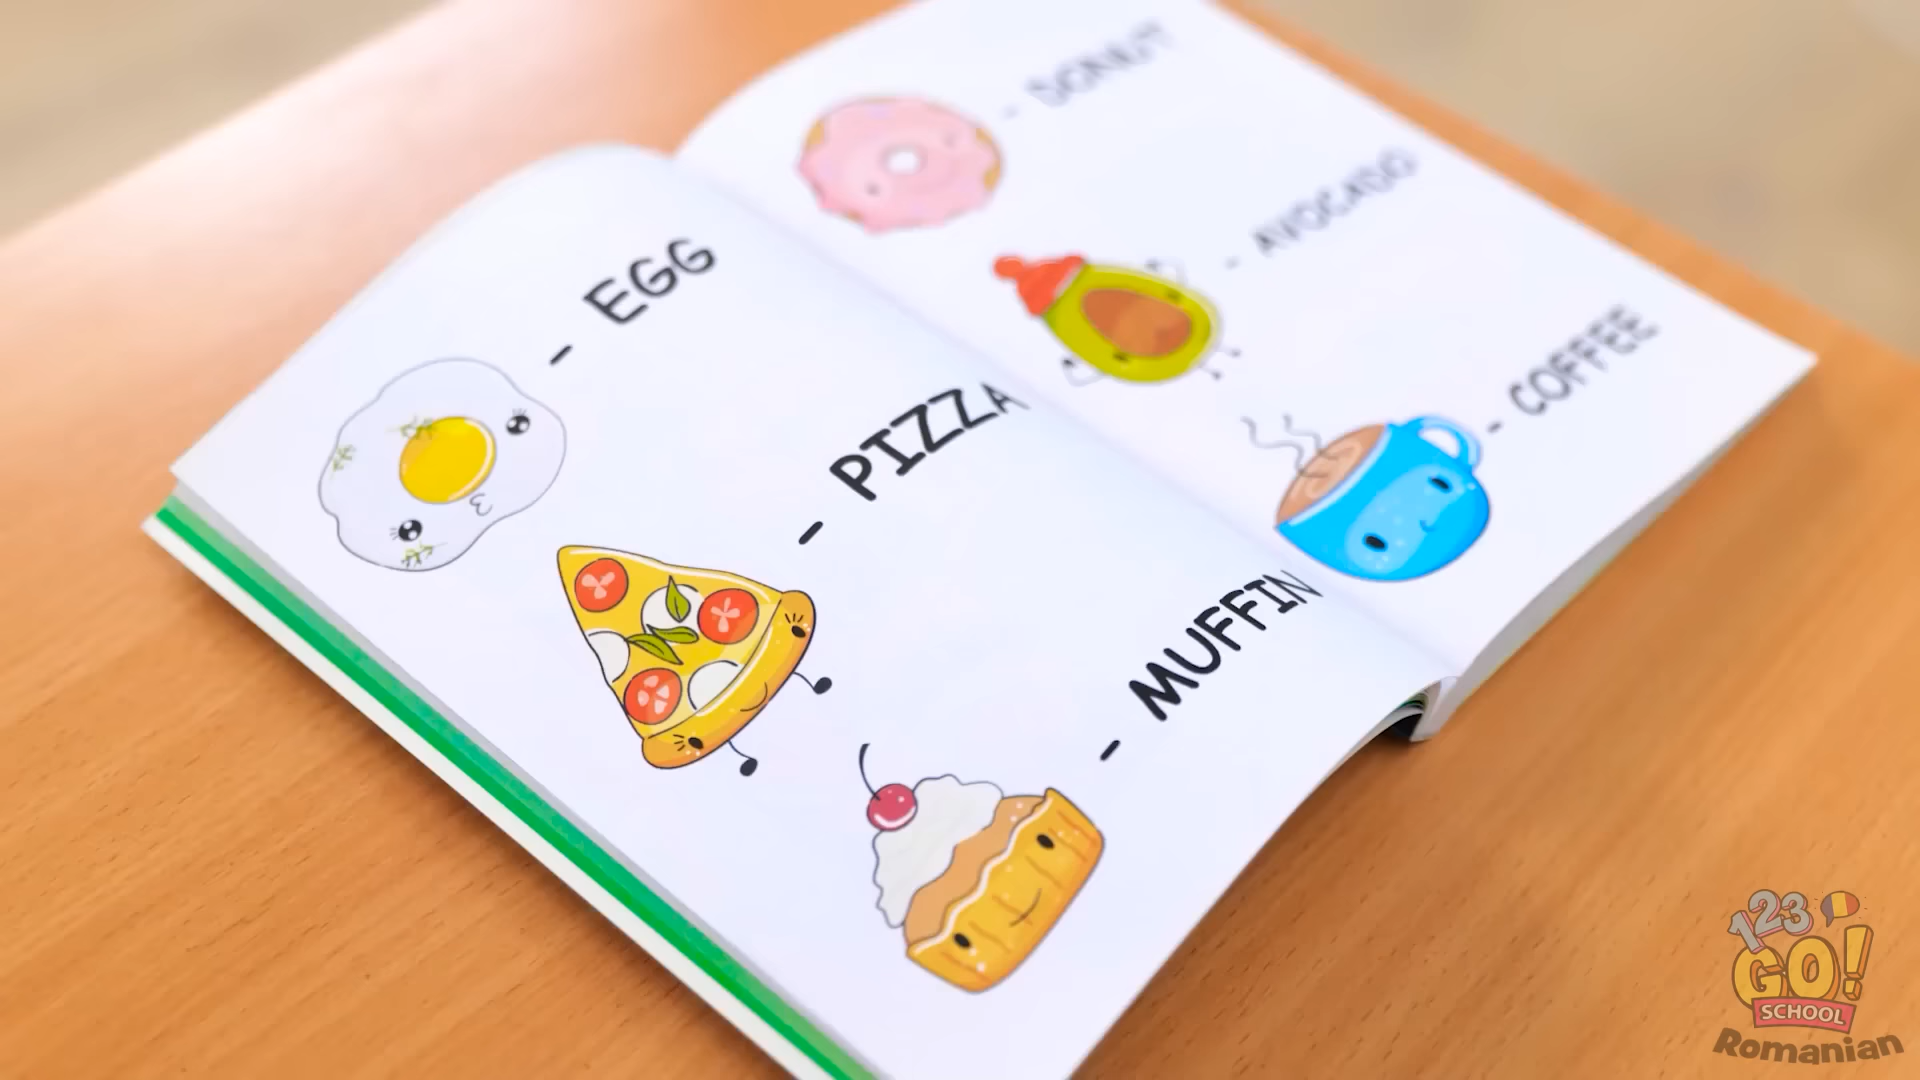 - EGG
- PIZZA
- MUFFIN
- DONUT
- AVOCADO
- COFFEE
123
GO!
SCHOOL
Romanian